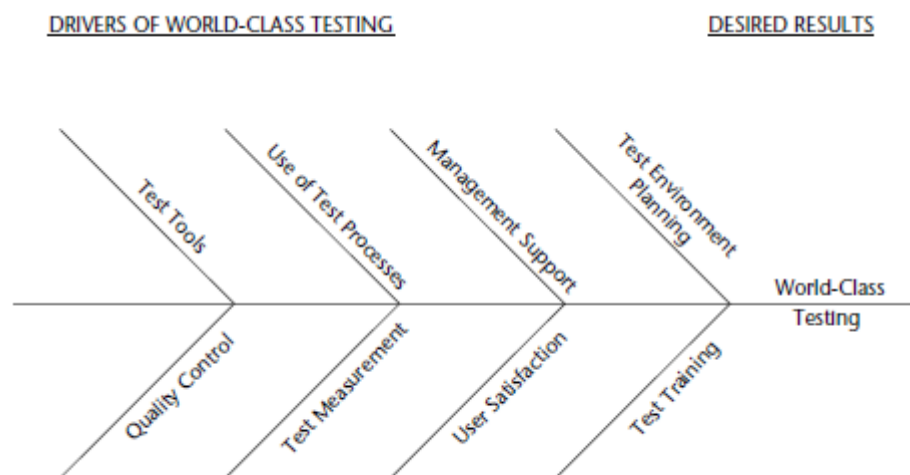 DRIVERS OF WORLD-CLASS TESTING
DESIRED RESULTS
Test Tools
Use of Test Processes
Management Support
Test Environment
Planning
World-Class
Testing
Quality Control
Test Measurement
User Satisfaction
Test Training